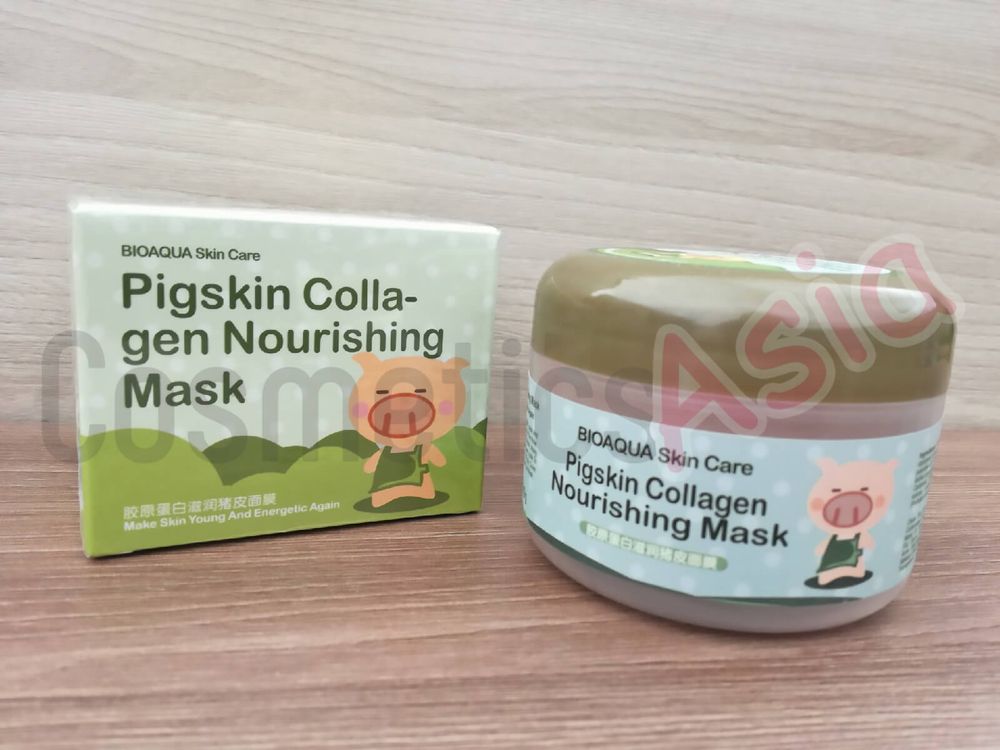 BIOAQUA Skin Care
Pigskin Colla-
gen Nourishing
Mask
胶原蛋白滋润猪皮面膜
Make Skin Young And Energetic Again
BIOAQUA Skin Care
Pigskin Collagen
Nourishing Mask
胶原蛋白滋润猪皮面膜
Cosmetics Asia